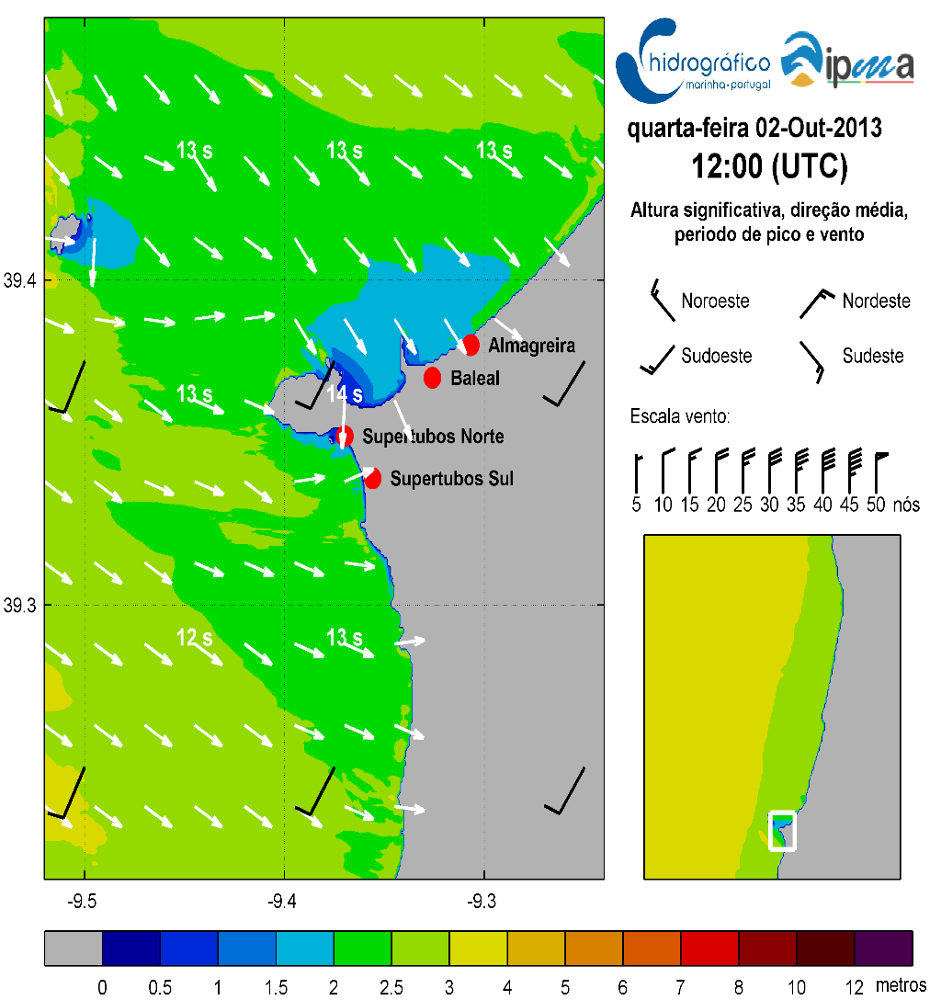 hidrográfico
marinha · portugal
ipma
quarta-feira 02-Out-2013
12:00 (UTC)
Altura significativa, direção média,
periodo de pico e vento
Noroeste
Nordeste
Sudoeste
Sudeste
Escala vento:
5 10 15 20 25 30 35 40 45 50 nós
13 s 13 s 13 s
39.4
Almagreira
Baleal
13 s 14 s
Supertubos Norte
Supertubos Sul
39.3
12 s 13 s
-9.5 -9.4 -9.3
0 0.5 1 1.5 2 2.5 3 4 5 6 7 8 10 12 metros